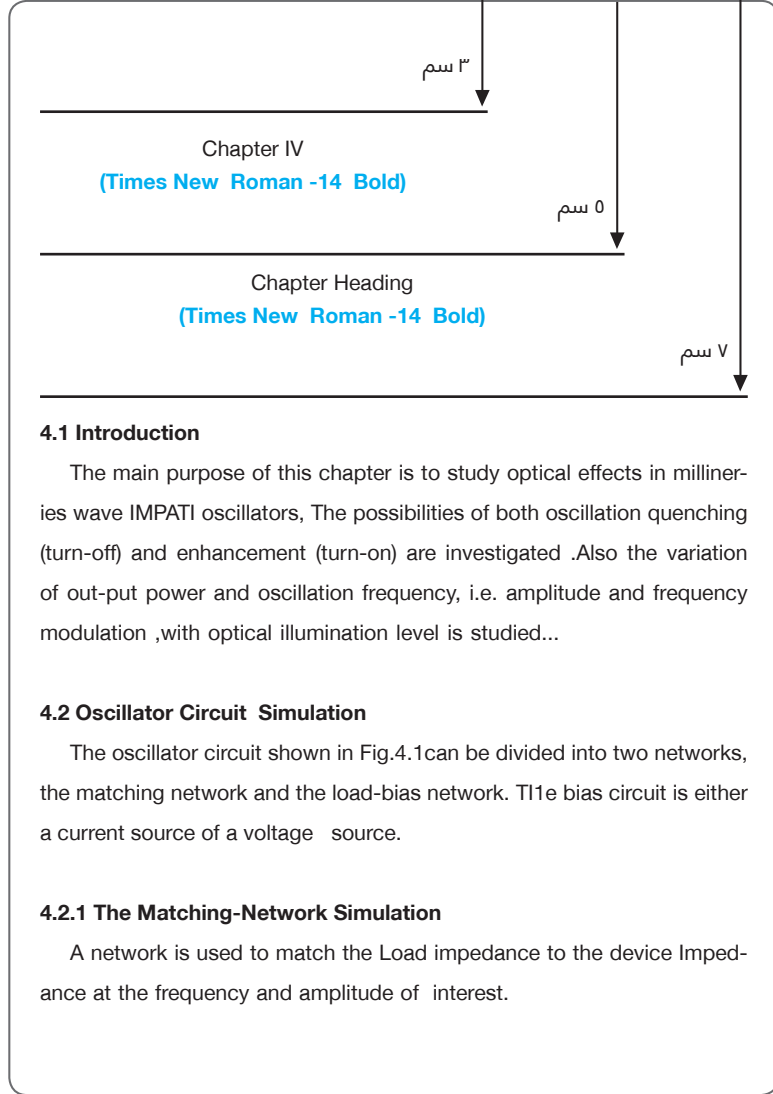 ٣ سم
Chapter IV
(Times New Roman -14 Bold)
٥ سم
Chapter Heading
(Times New Roman -14 Bold)
٧ سم
4.1 Introduction
The main purpose of this chapter is to study optical effects in milliner-
ies wave IMPATI oscillators, The possibilities of both oscillation quenching
(turn-off) and enhancement (turn-on) are investigated .Also the variation
of out-put power and oscillation frequency, i.e. amplitude and frequency
modulation ,with optical illumination level is studied...
4.2 Oscillator Circuit Simulation
The oscillator circuit shown in Fig.4.1can be divided into two networks,
the matching network and the load-bias network. TI1e bias circuit is either
a current source of a voltage source.
4.2.1 The Matching-Network Simulation
A network is used to match the Load impedance to the device Imped-
ance at the frequency and amplitude of interest.